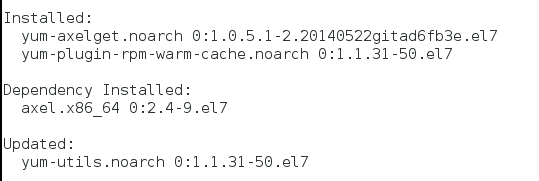 Installed:
yum-axelget.noarch 0:1.0.5.1-2.20140522gitad6fb3e.el7
yum-plugin-rpm-warm-cache.noarch 0:1.1.31-50.el7
Dependency Installed:
axel.x86_64 0:2.4-9.el7
Updated:
yum-utils.noarch 0:1.1.31-50.el7